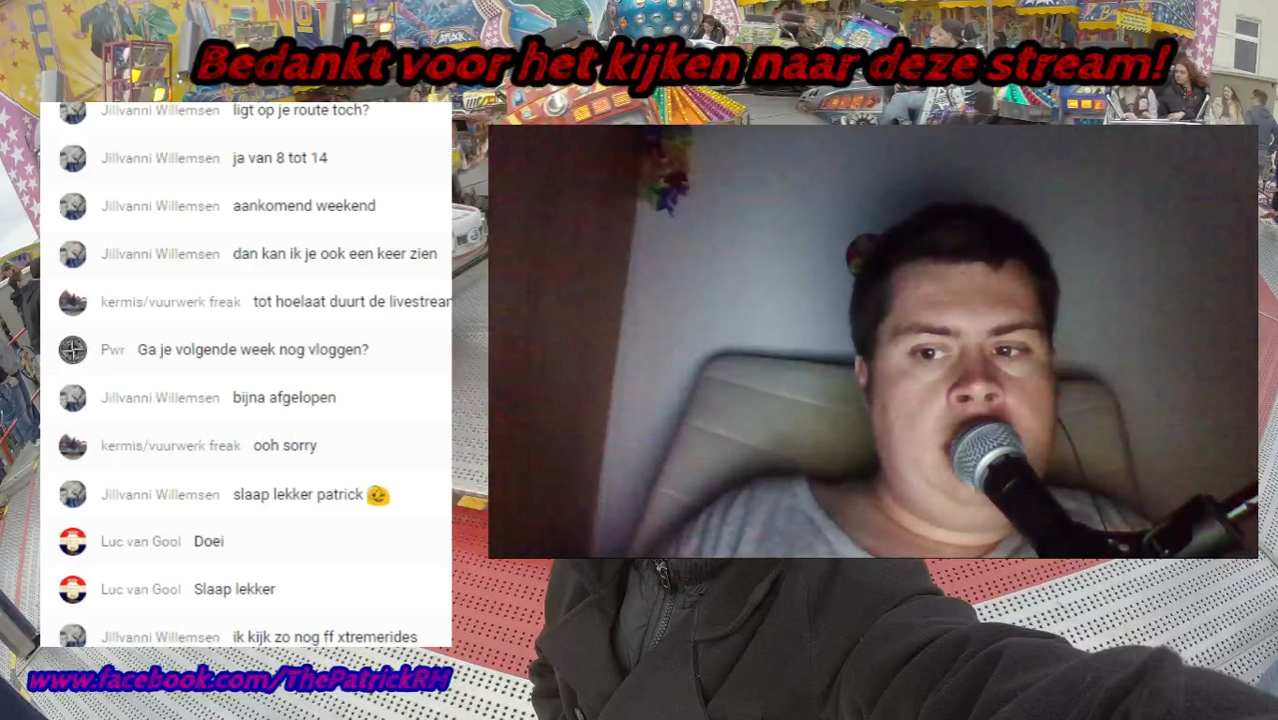 Bedankt voor het kijken naar deze stream!
Jillvanni Willemsen ligt op je route toch?
Jillvanni Willemsen ja van 8 tot 14
Jillvanni Willemsen aankomend weekend
Jillvanni Willemsen dan kan ik je ook een keer zien
kermis/vuurwerk freak tot hoelaat duurt de livestream
Pwr Ga je volgende week nog vloggen?
Jillvanni Willemsen bijna afgelopen
kermis/vuurwerk freak ooh sorry
Jillvanni Willemsen slaap lekker patrick
Luc van Gool Doei
Luc van Gool Slaap lekker
Jillvanni Willemsen ik kijk zo nog ff xtremerides
www.facebook.com/ThePatrickRH